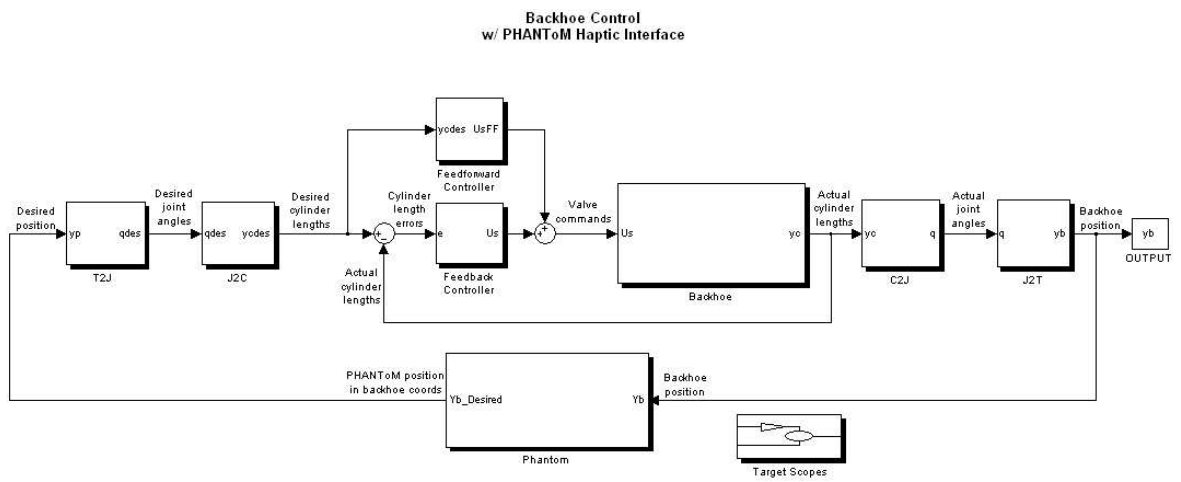 Backhoe Control
w/ PHANToM Haptic Interface
ycdes UsFF
Feedforward
Controller
Desired
position
yp qdes
T2J
Desired
joint
angles
qdes ycdes
J2C
Desired
cylinder
lengths
+
−
Actual
cylinder
lengths
Cylinder
length
errors
e Us
Feedback
Controller
+
+
Valve
commands
Us yc
Backhoe
Actual
cylinder
lengths
yc q
C2J
Actual
joint
angles
q yb
J2T
Backhoe
position
yb
OUTPUT
PHANToM position
in backhoe coords
Yb_Desired Yb
Phantom
Backhoe
position
Target Scopes